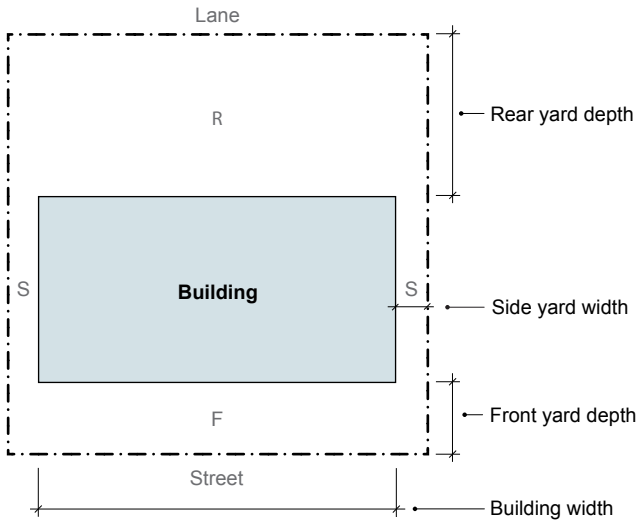 Lane
R
Rear yard depth
S
Building
S
Side yard width
F
Front yard depth
Street
Building width